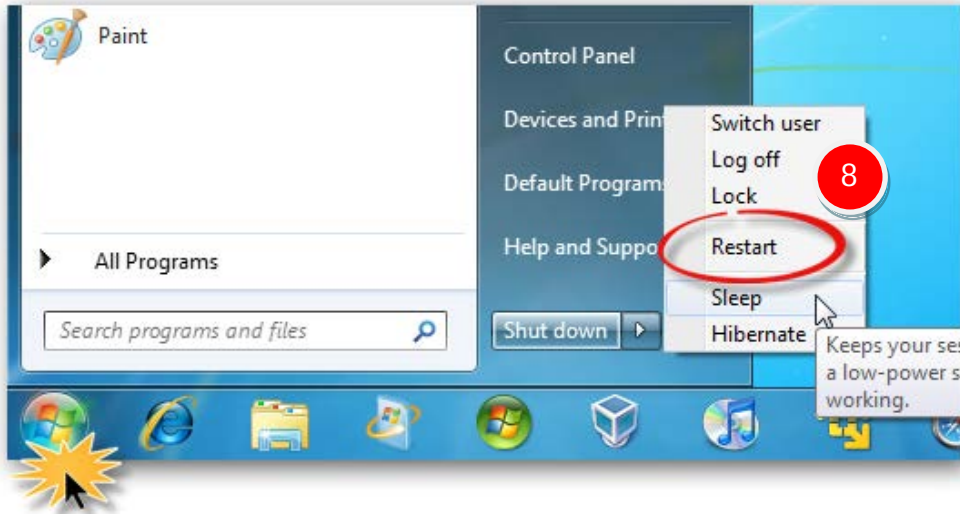 Paint
All Programs
Search programs and files
Control Panel
Devices and Prin
Default Program
Help and Suppo
Shut down
Switch user
Log off
Lock
8
Restart
Sleep
Hibernate
Keeps your ses
a low-power s
working.